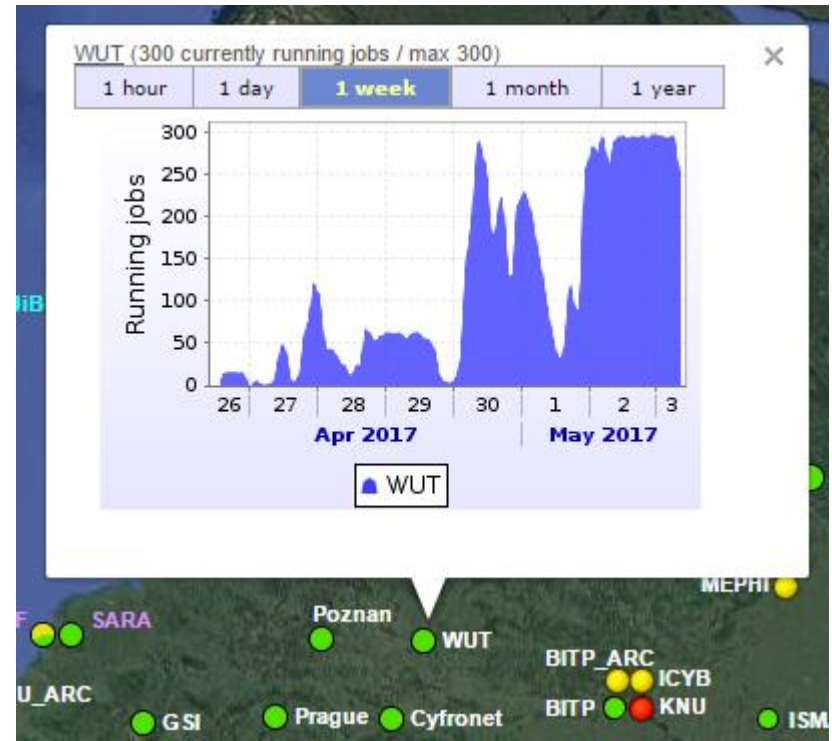 WUT (300 currently running jobs / max 300)
×
1 hour 1 day 1 week 1 month 1 year
300
250
200
150
100
50
0
Running jobs
26 27 28 29 30 1 2 3
Apr 2017 May 2017
WUT
JiB
MEPHI
F SARA
Poznan
WUT
BITP_ARC
ICYB
U_ARC
GSI
Prague
Cyfronet
BITP
KNU
ISM